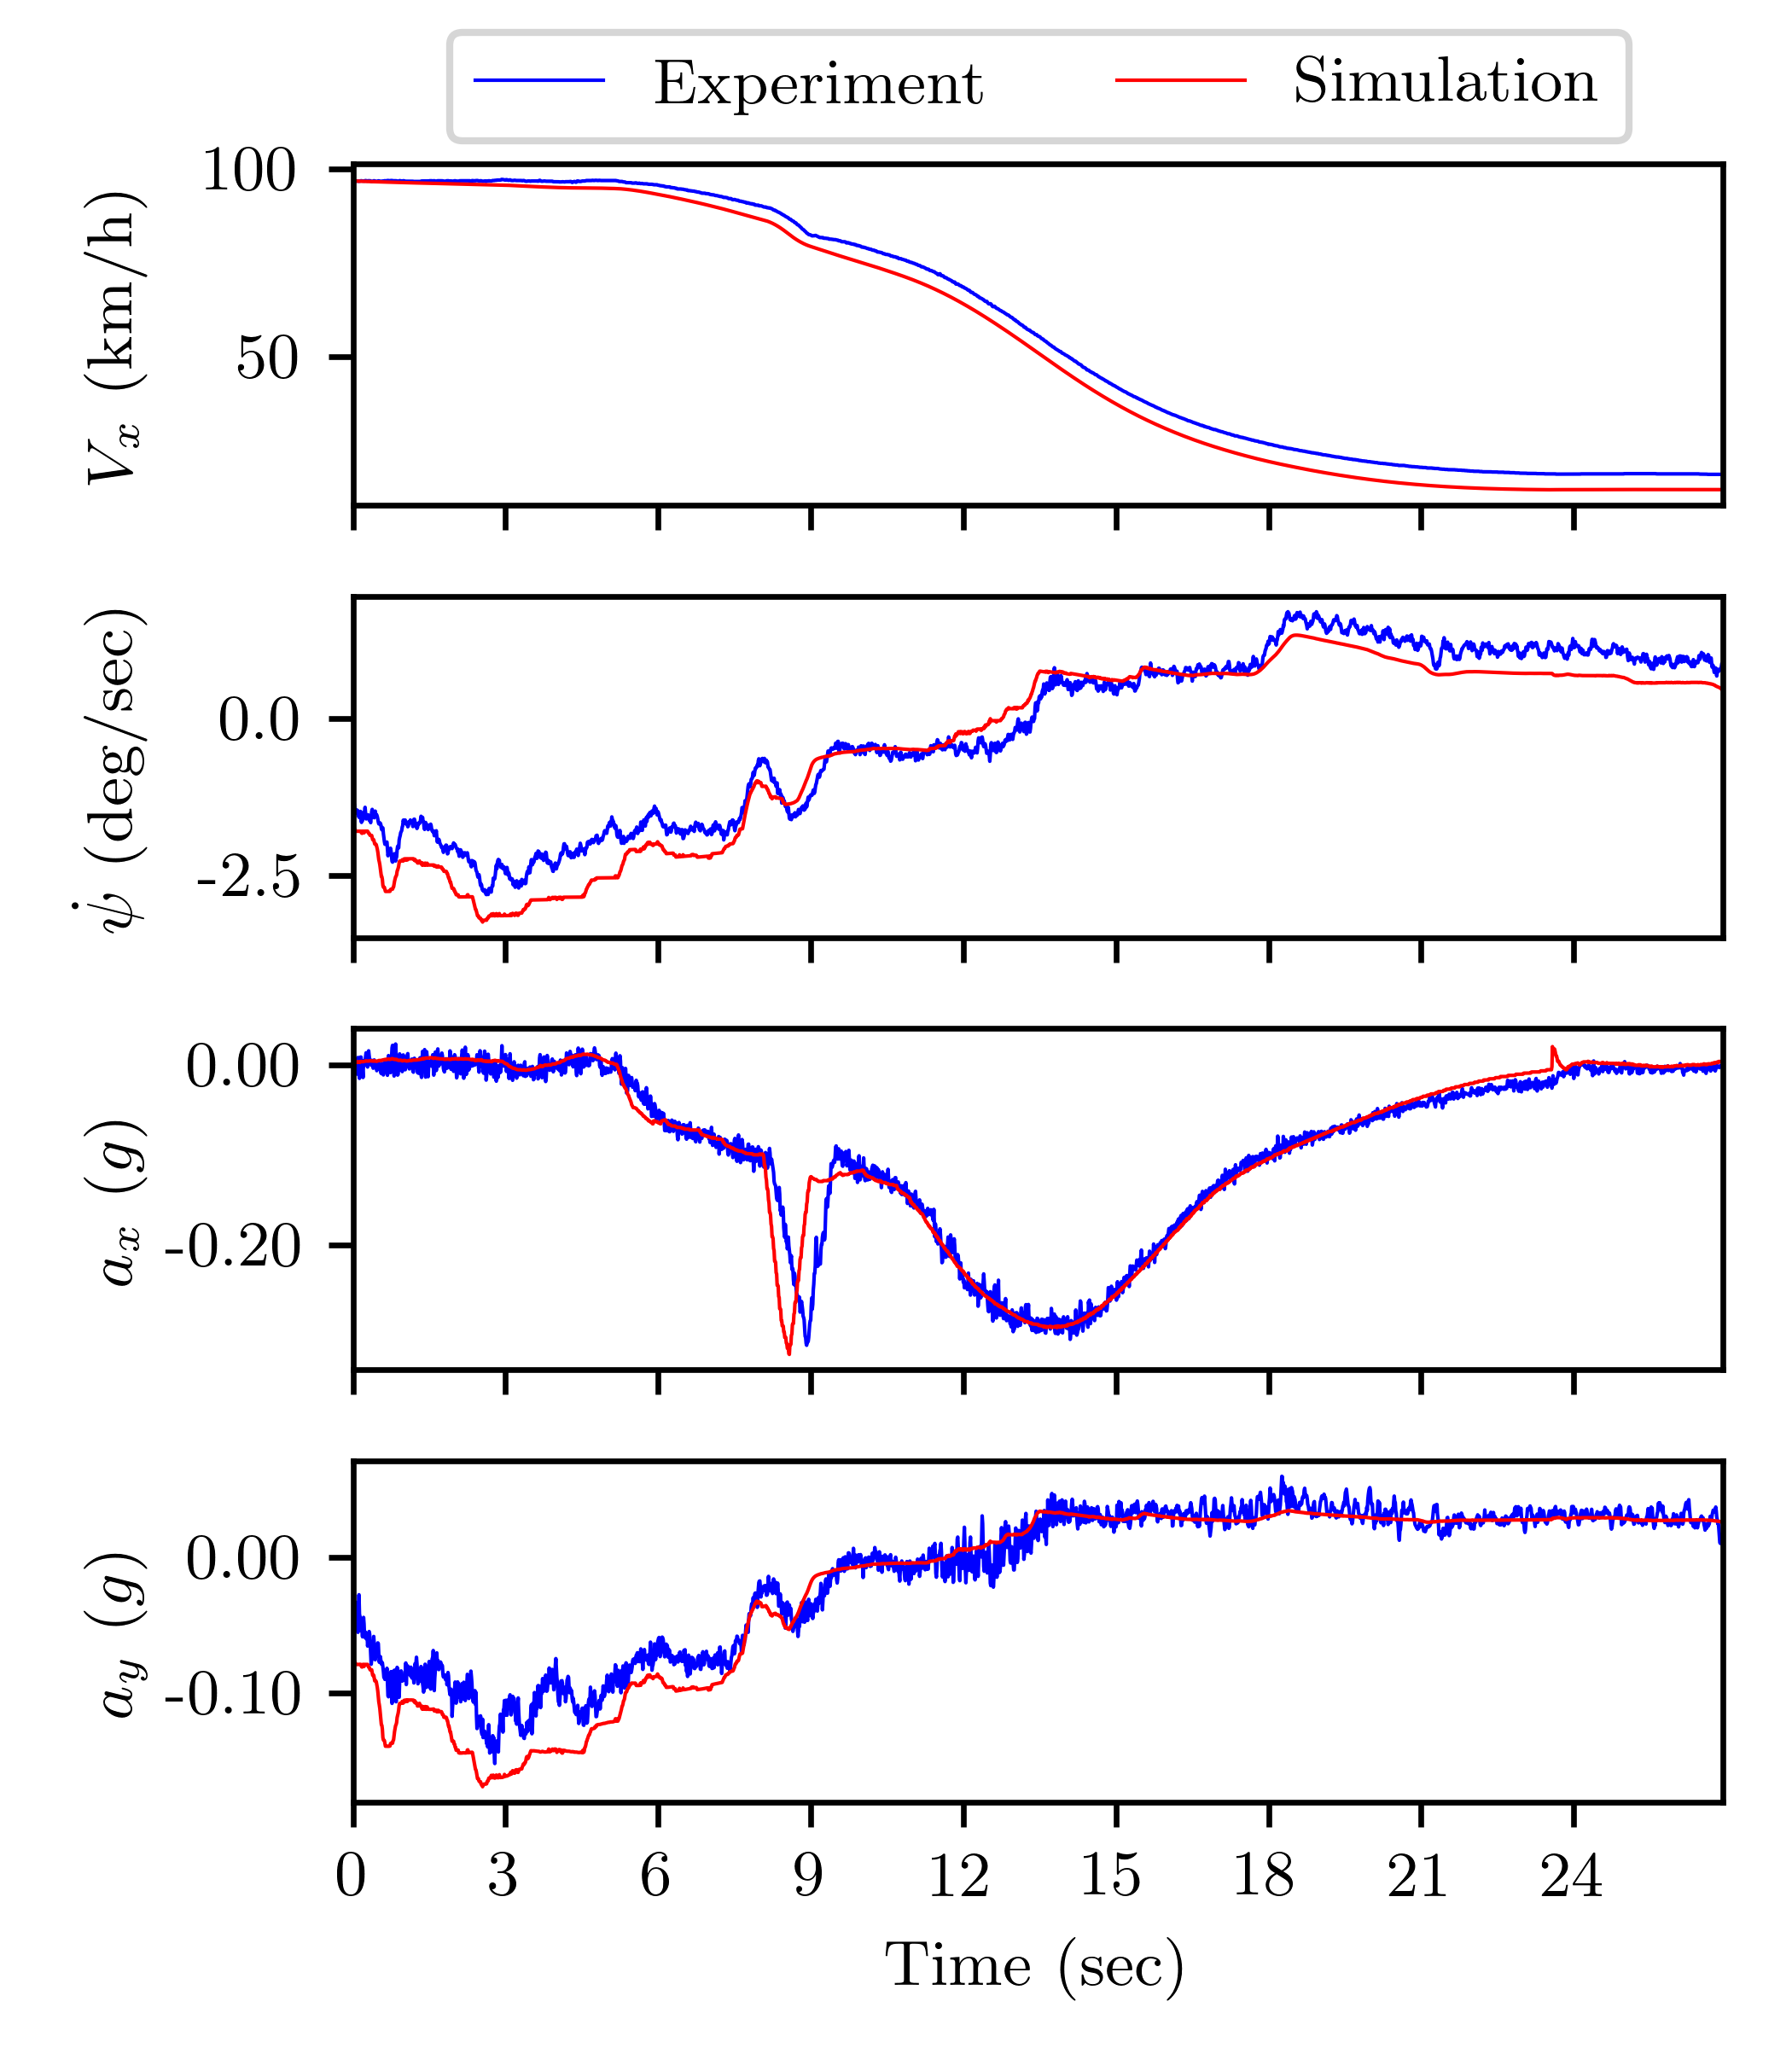 Experiment Simulation
100
50
V_x (km/h)
0.0
-2.5
ψ̇ (deg/sec)
0.00
-0.20
a_x (g)
0.00
-0.10
a_y (g)
0 3 6 9 12 15 18 21 24
Time (sec)